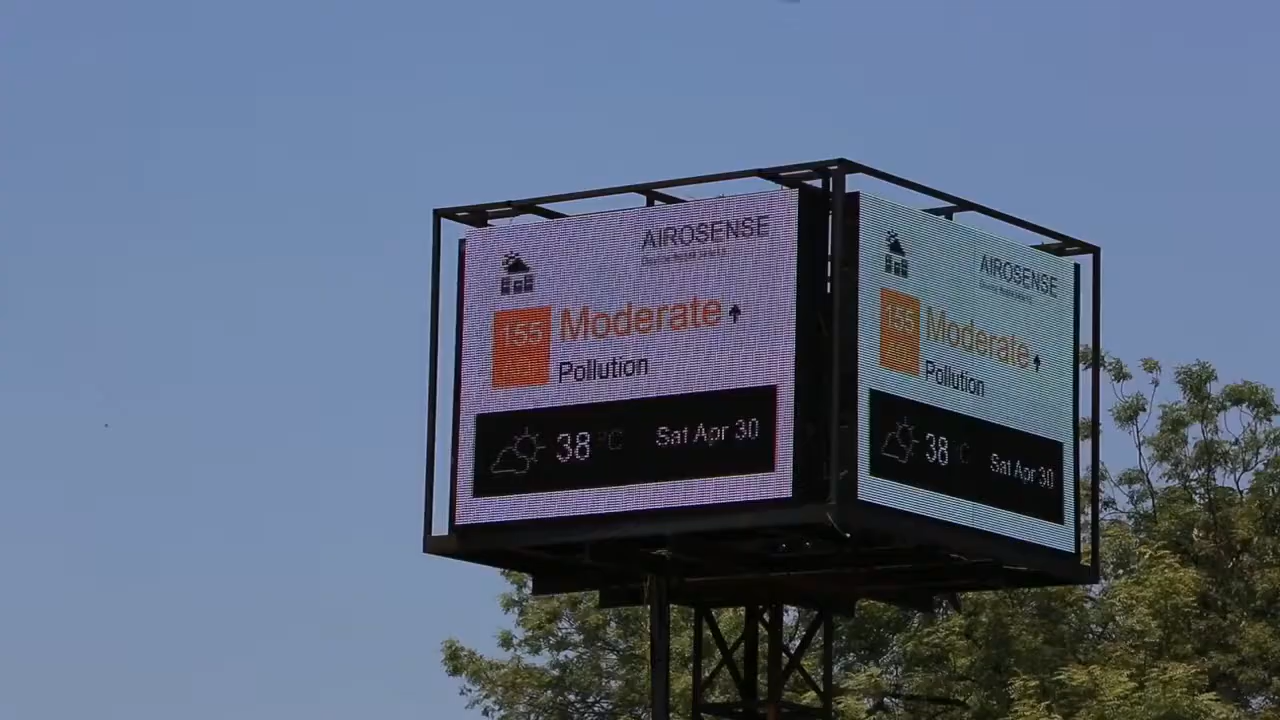 AIROSENSE
155
Moderate
Pollution
38 °C
Sat Apr 30
AIROSENSE
155
Moderate
Pollution
38 °C
Sat Apr 30